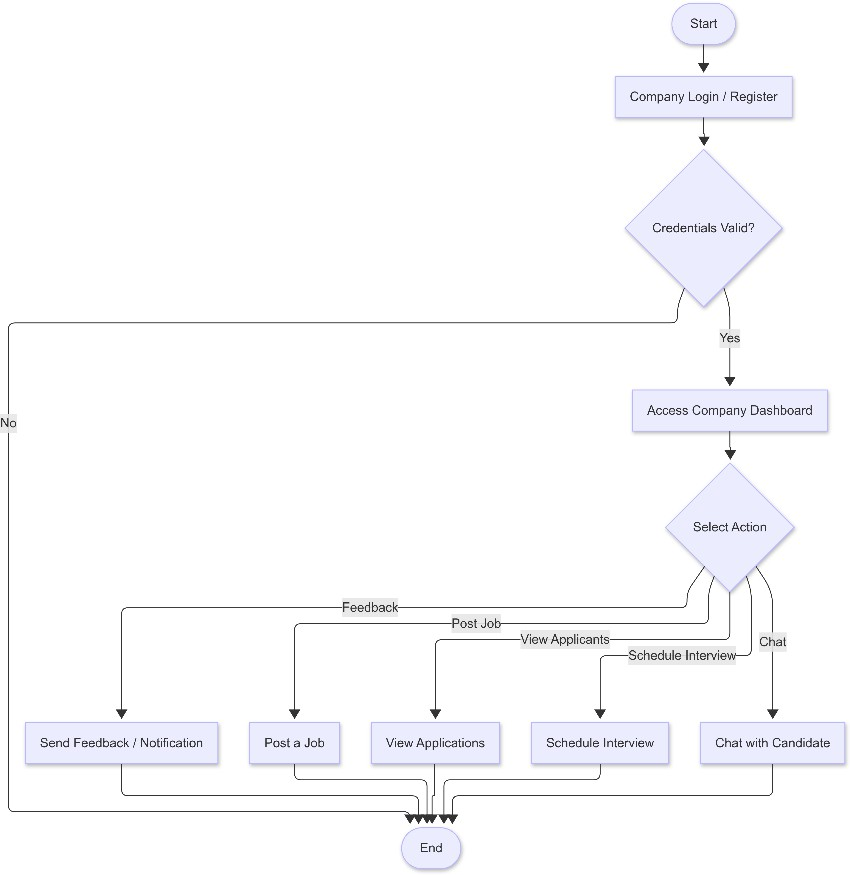 Start
Company Login / Register
Credentials Valid?
Yes
Access Company Dashboard
No
Select Action
Feedback
Post Job
View Applicants
Chat
Schedule Interview
Send Feedback / Notification
Post a Job
View Applications
Schedule Interview
Chat with Candidate
End